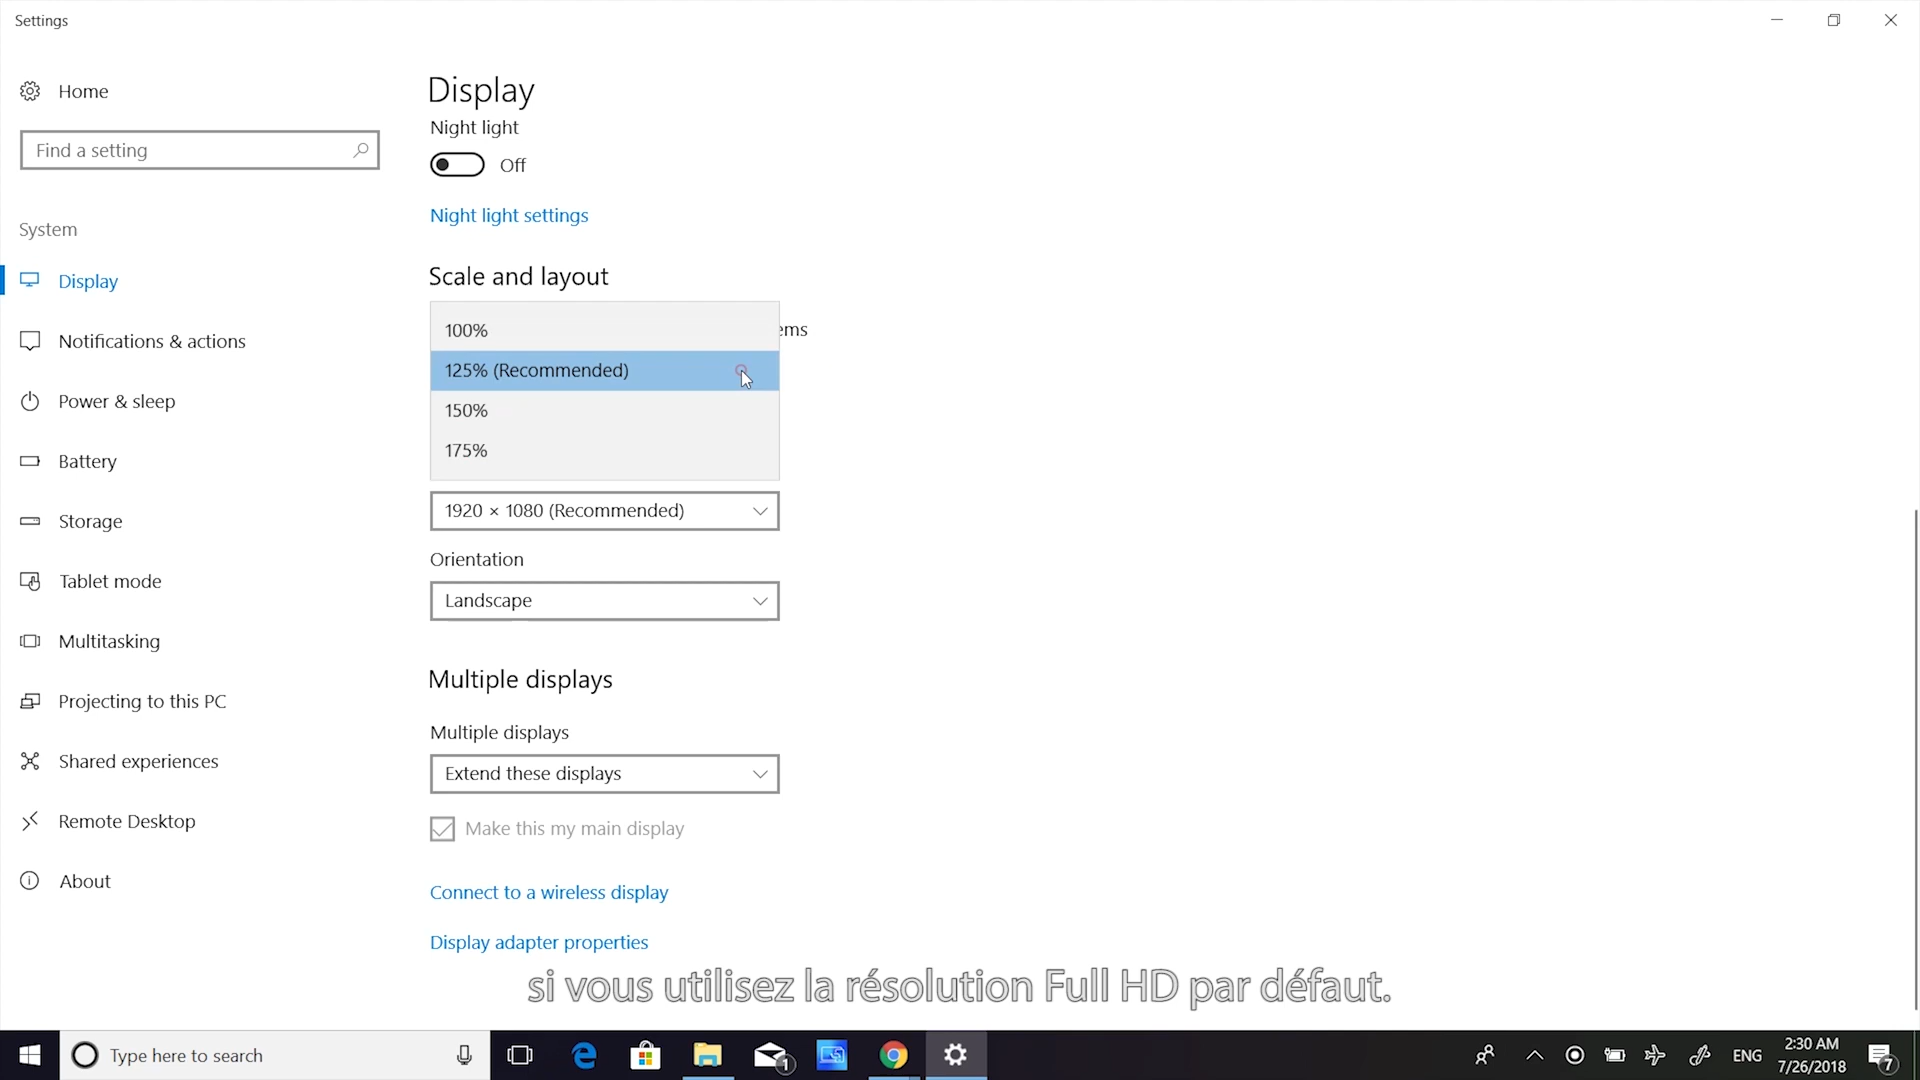 Settings
Home
Find a setting
System
Display
Notifications & actions
Power & sleep
Battery
Storage
Tablet mode
Multitasking
Projecting to this PC
Shared experiences
Remote Desktop
About
Display
Night light
Off
Night light settings
Scale and layout
100%
ems
125% (Recommended)
150%
175%
1920 × 1080 (Recommended)
Orientation
Landscape
Multiple displays
Multiple displays
Extend these displays
Make this my main display
Connect to a wireless display
Display adapter properties
si vous utilisez la résolution Full HD par défaut.
Type here to search
1
ENG
2:30 AM
7/26/2018
7